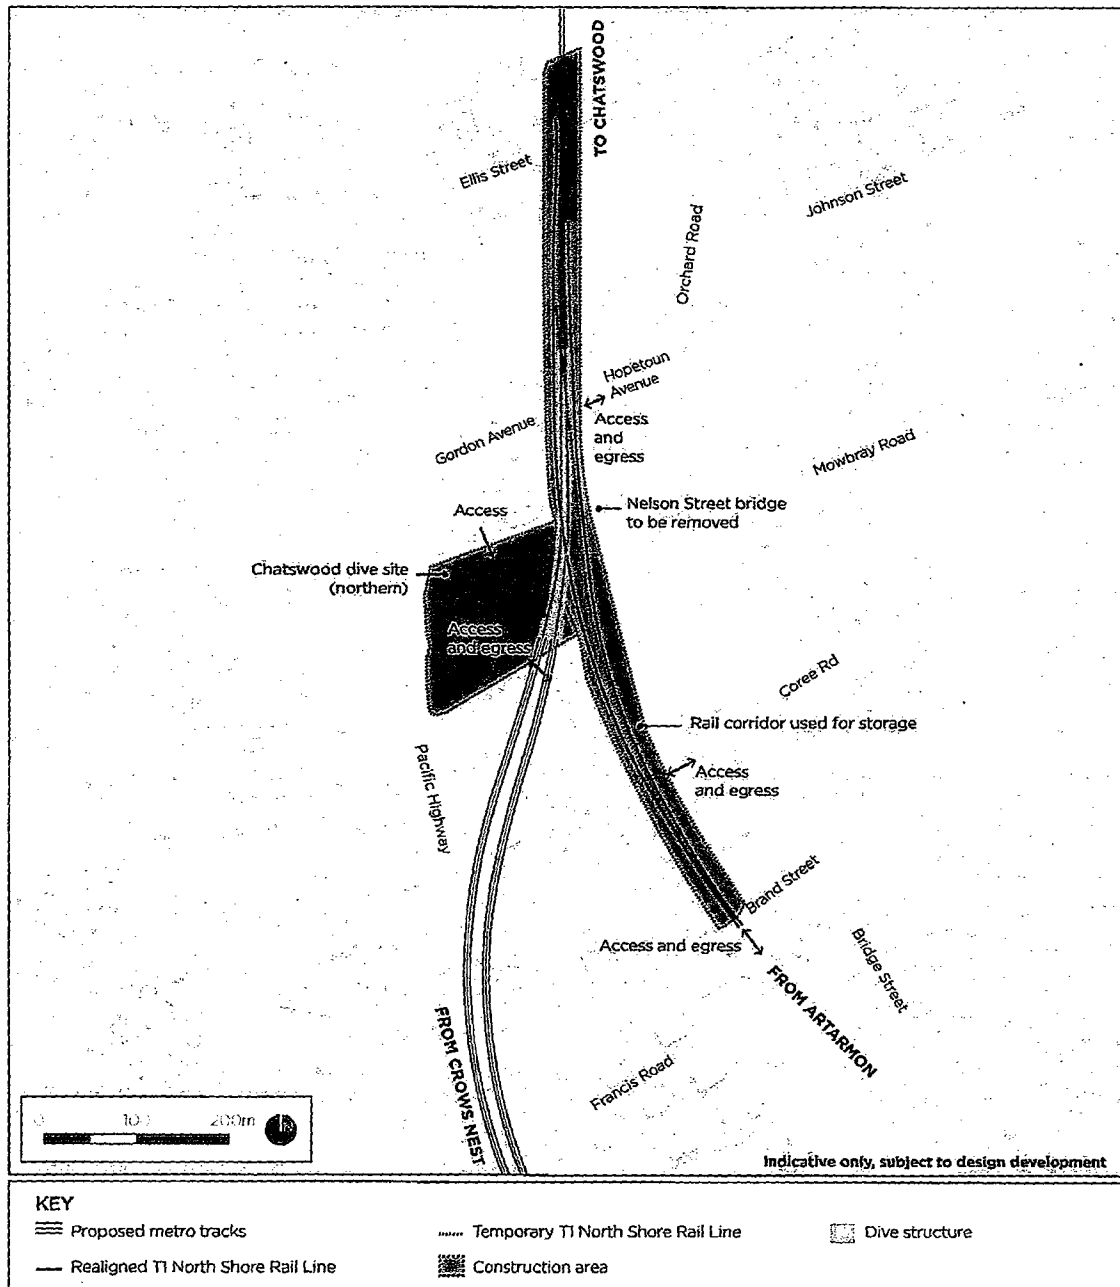 TO CHATSWOOD
Ellis Street
Johnson Street
Orchard Road
Hopetoun
Avenue
Access
and
egress
Gordon Avenue
Mowbray Road
Nelson Street bridge
to be removed
Access
Chatswood dive site
(northern)
Access
and egress
Coree Rd
Rail corridor used for storage
Pacific Highway
Access
and egress
Brand Street
Access and egress
Bridge Street
FROM ARTARMON
FROM CROWS NEST
Francis Road
0 100 200m
Indicative only, subject to design development
KEY
Proposed metro tracks
Temporary T1 North Shore Rail Line
Dive structure
Realigned T1 North Shore Rail Line
Construction area